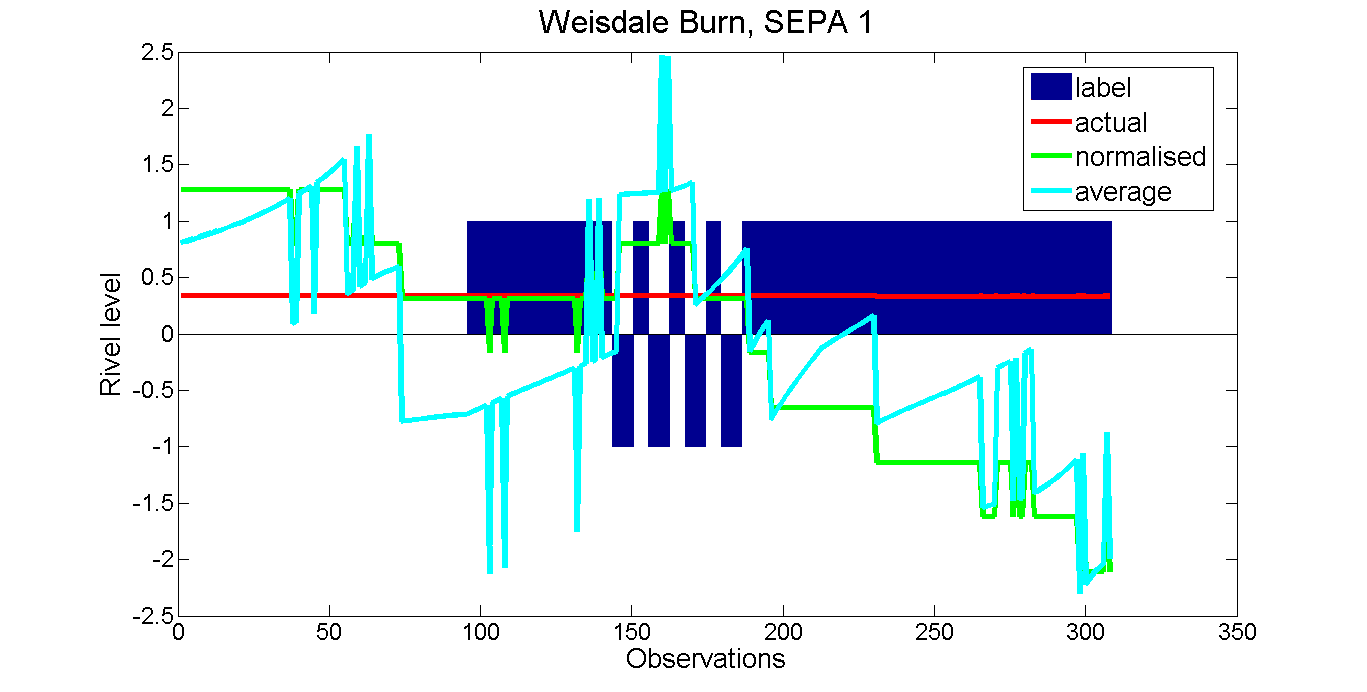 Weisdale Burn, SEPA 1
2.5
2
1.5
1
0.5
0
-0.5
-1
-1.5
-2
-2.5
Rivel level
label
actual
normalised
average
0 50 100 150 200 250 300 350
Observations